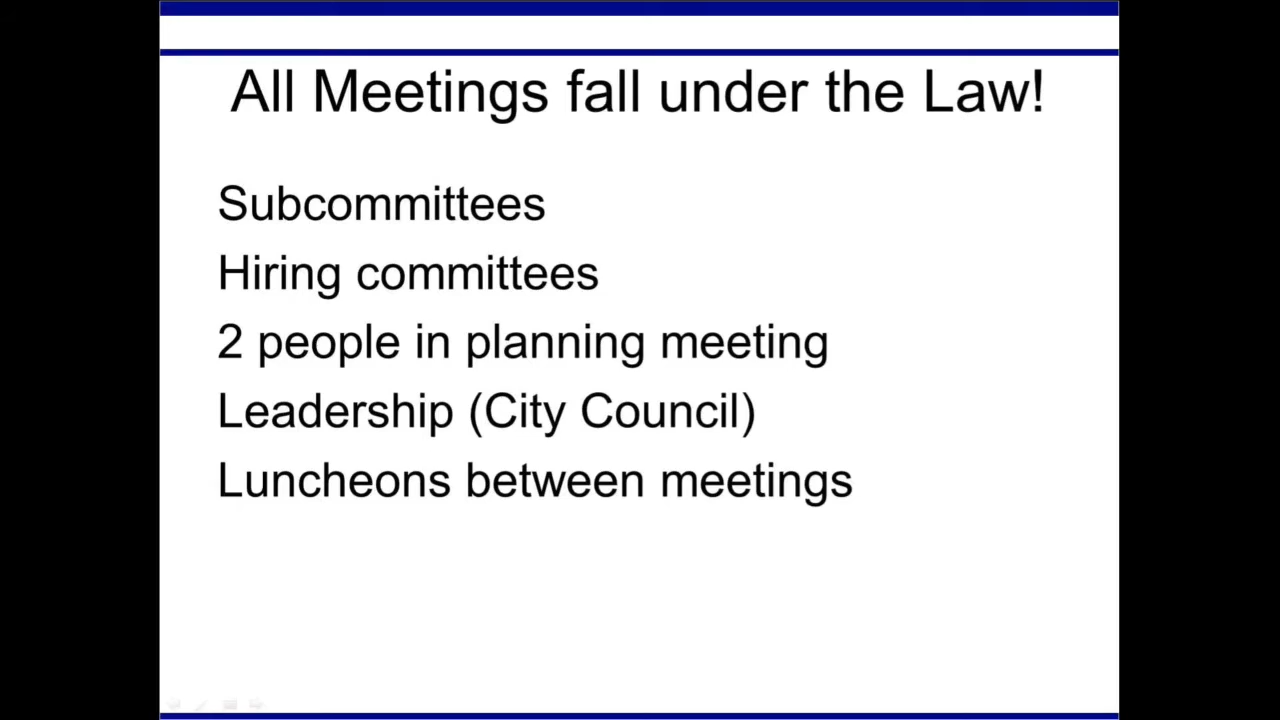 All Meetings fall under the Law!
Subcommittees
Hiring committees
2 people in planning meeting
Leadership (City Council)
Luncheons between meetings